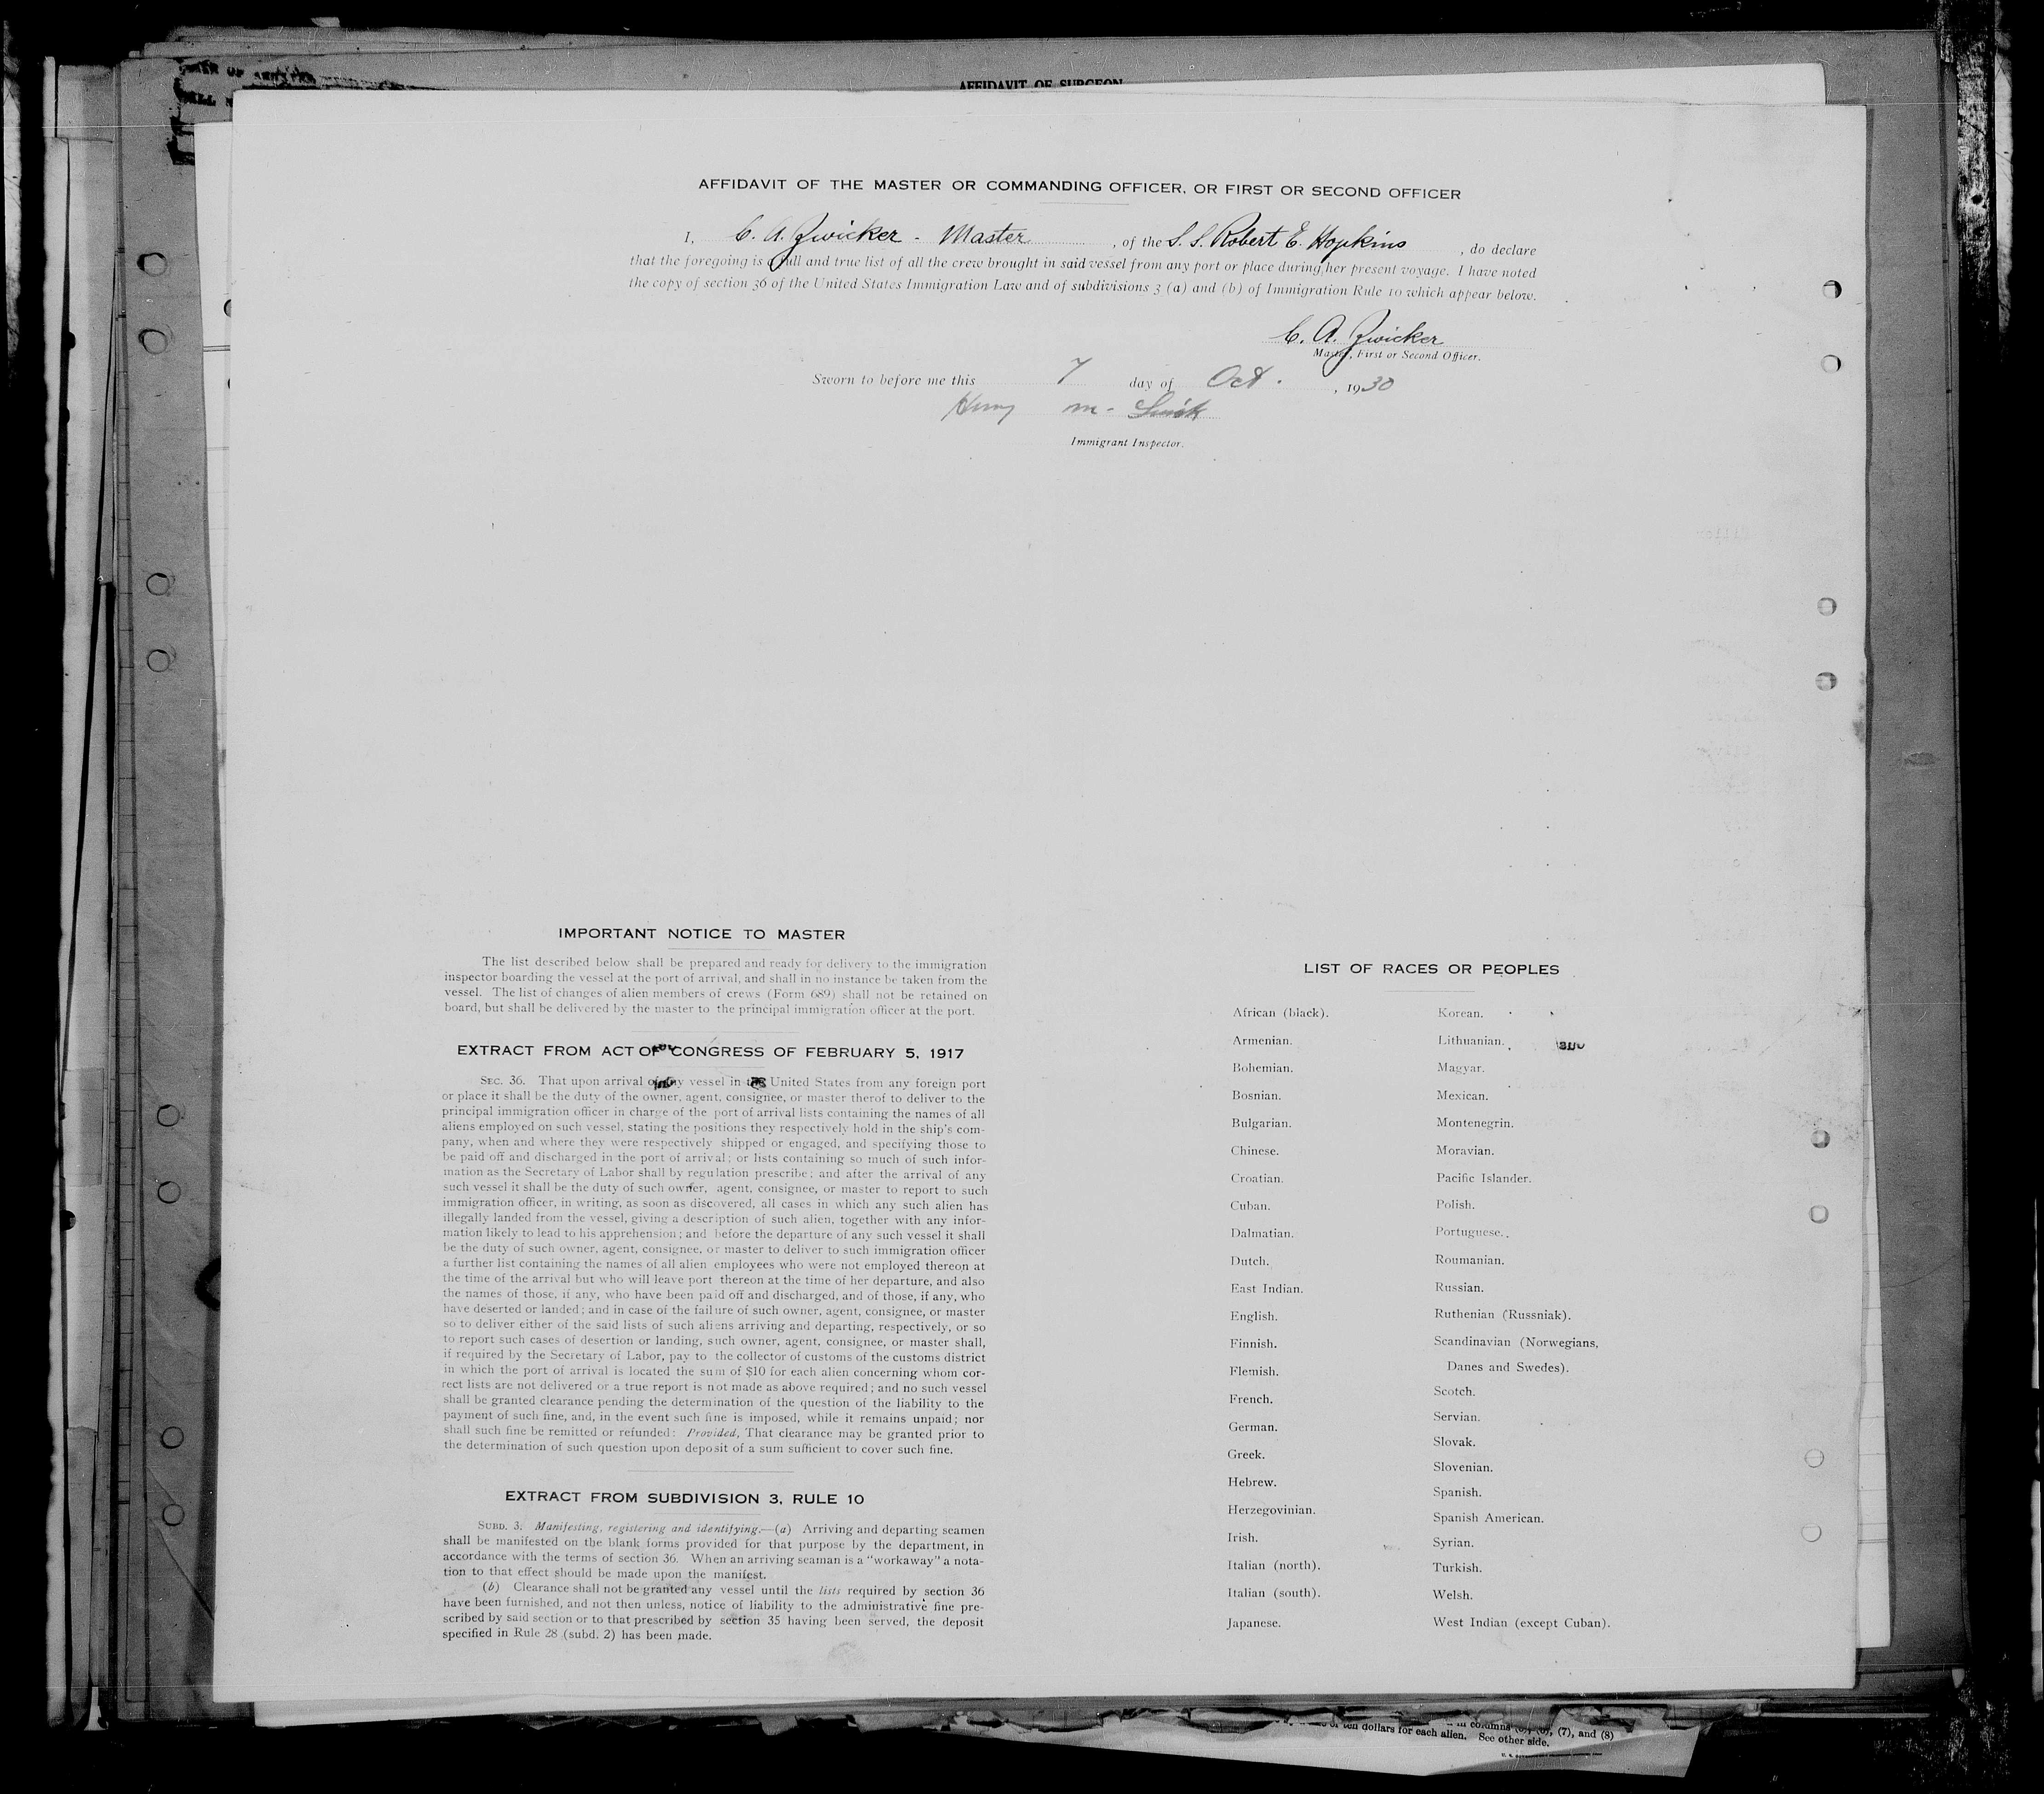 AFFIDAVIT OF SURGEON
AFFIDAVIT OF THE MASTER OR COMMANDING OFFICER, OR FIRST OR SECOND OFFICER
I, C. A. Zwicker - Master, of the S. S. Robert E. Hopkins, do declare
that the foregoing is a full and true list of all the crew brought in said vessel from any port or place during her present voyage. I have noted
the copy of section 36 of the United States Immigration Law and of subdivisions 3 (a) and (b) of Immigration Rule 10 which appear below.
C. A. Zwicker
Master, First or Second Officer.
Sworn to before me this 7 day of Oct., 1930
m.
Immigrant Inspector.
IMPORTANT NOTICE TO MASTER
The list described below shall be prepared and ready for delivery to the immigration
inspector boarding the vessel at the port of arrival, and shall in no instance be taken from the
vessel. The list of changes of alien members of crews (Form 689) shall not be retained on
board, but shall be delivered by the master to the principal immigration officer at the port.
EXTRACT FROM ACT OF CONGRESS OF FEBRUARY 5, 1917
SEC. 36. That upon arrival of any vessel in the United States from any foreign port
or place it shall be the duty of the owner, agent, consignee, or master therof to deliver to the
principal immigration officer in charge of the port of arrival lists containing the names of all
aliens employed on such vessel, stating the positions they respectively hold in the ship's com-
pany, when and where they were respectively shipped or engaged, and specifying those to
be paid off and discharged in the port of arrival; or lists containing so much of such infor-
mation as the Secretary of Labor shall by regulation prescribe; and after the arrival of any
such vessel it shall be the duty of such owner, agent, consignee, or master to report to such
immigration officer, in writing, as soon as discovered, all cases in which any such alien has
illegally landed from the vessel, giving a description of such alien, together with any infor-
mation likely to lead to his apprehension; and before the departure of any such vessel it shall
be the duty of such owner, agent, consignee, or master to deliver to such immigration officer
a further list containing the names of all alien employees who were not employed thereon at
the time of the arrival but who will leave port thereon at the time of her departure, and also
the names of those, if any, who have been paid off and discharged, and of those, if any, who
have deserted or landed; and in case of the failure of such owner, agent, consignee, or master
so to deliver either of the said lists of such aliens arriving and departing, respectively, or so
to report such cases of desertion or landing, such owner, agent, consignee, or master shall,
if required by the Secretary of Labor, pay to the collector of customs of the customs district
in which the port of arrival is located the sum of $10 for each alien concerning whom cor-
rect lists are not delivered or a true report is not made as above required; and no such vessel
shall be granted clearance pending the determination of the question of the liability to the
payment of such fine, and, in the event such fine is imposed, while it remains unpaid; nor
shall such fine be remitted or refunded: Provided, That clearance may be granted prior to
the determination of such question upon deposit of a sum sufficient to cover such fine.
EXTRACT FROM SUBDIVISION 3, RULE 10
SUBD. 3. Manifesting, registering and identifying.—(a) Arriving and departing seamen
shall be manifested on the blank forms provided for that purpose by the department, in
accordance with the terms of section 36. When an arriving seaman is a "workaway" a nota-
tion to that effect should be made upon the manifest.
(b) Clearance shall not be granted any vessel until the lists required by section 36
have been furnished, and not then unless, notice of liability to the administrative fine pre-
scribed by said section or to that prescribed by section 35 having been served, the deposit
specified in Rule 28 (subd. 2) has been made.
LIST OF RACES OR PEOPLES
African (black).
Armenian.
Bohemian.
Bosnian.
Bulgarian.
Chinese.
Croatian.
Cuban.
Dalmatian.
Dutch.
East Indian.
English.
Finnish.
Flemish.
French.
German.
Greek.
Hebrew.
Herzegovinian.
Irish.
Italian (north).
Italian (south).
Japanese.
Korean.
Lithuanian.
Magyar.
Mexican.
Montenegrin.
Moravian.
Pacific Islander.
Polish.
Portuguese.
Roumanian.
Russian.
Ruthenian (Russniak).
Scandinavian (Norwegians,
Danes and Swedes).
Scotch.
Servian.
Slovak.
Slovenian.
Spanish.
Spanish American.
Syrian.
Turkish.
Welsh.
West Indian (except Cuban).
in columns (7), and (8)
of ten dollars for each alien. See other side.